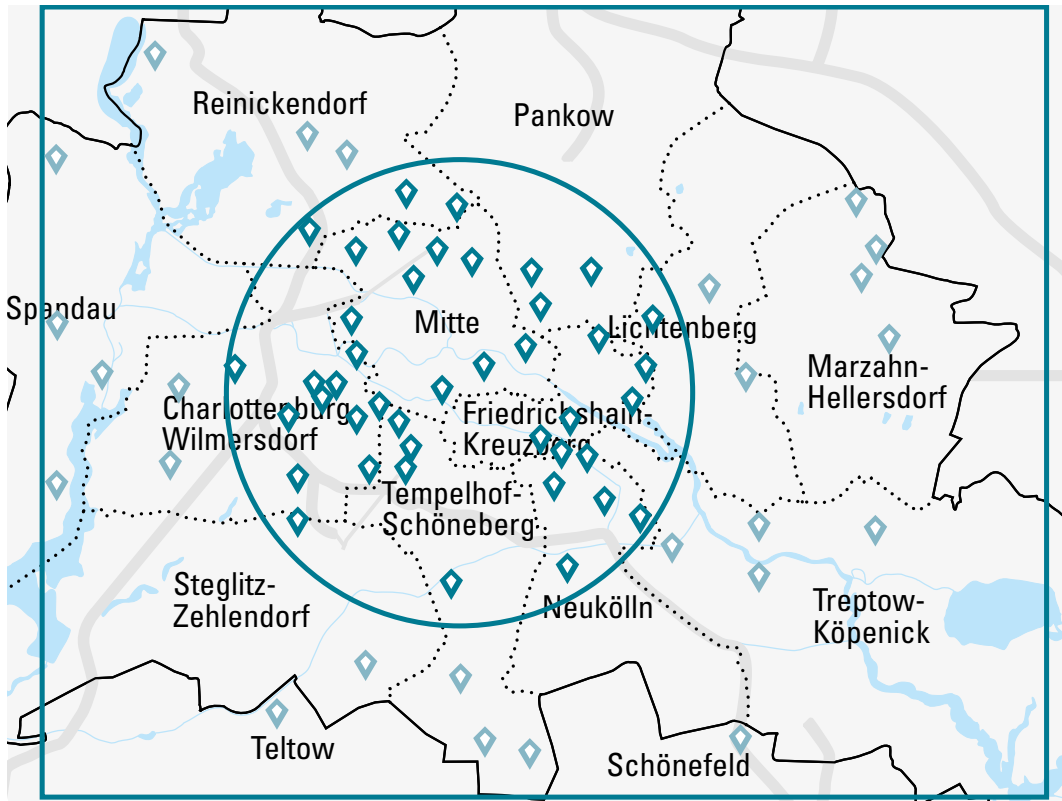 Reinickendorf
Pankow
Spandau
Mitte
Lichtenberg
Marzahn-
Hellersdorf
Charlottenburg-
Wilmersdorf
Friedrichshain-
Kreuzberg
Tempelhof-
Schöneberg
Steglitz-
Zehlendorf
Neukölln
Treptow-
Köpenick
Teltow
Schönefeld